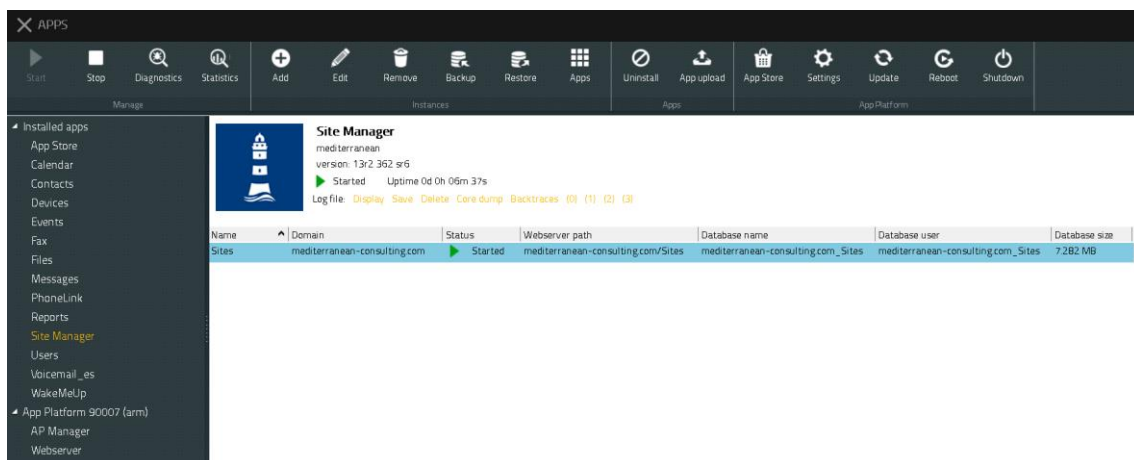 APPS
Start Stop Diagnostics Statistics Add Edit Remove Backup Restore Apps Uninstall App upload App Store Settings Update Reboot Shutdown
Manage Instances Apps App Platform
Installed apps
App Store
Calendar
Contacts
Devices
Events
Fax
Files
Messages
PhoneLink
Reports
Site Manager
Users
Voicemail_es
WakeMeUp
App Platform 90007 (arm)
AP Manager
Webserver
Site Manager
mediterranean
version: 13r2 362 sr6
Started Uptime 0d 0h 06m 37s
Log file: Display Save Delete Core dump Backtraces (0) (1) (2) (3)
Name Domain Status Webserver path Database name Database user Database size
Sites mediterranean-consulting.com Started mediterranean-consulting.com/Sites mediterranean-consulting.com_Sites mediterranean-consulting.com_Sites 7.282 MB